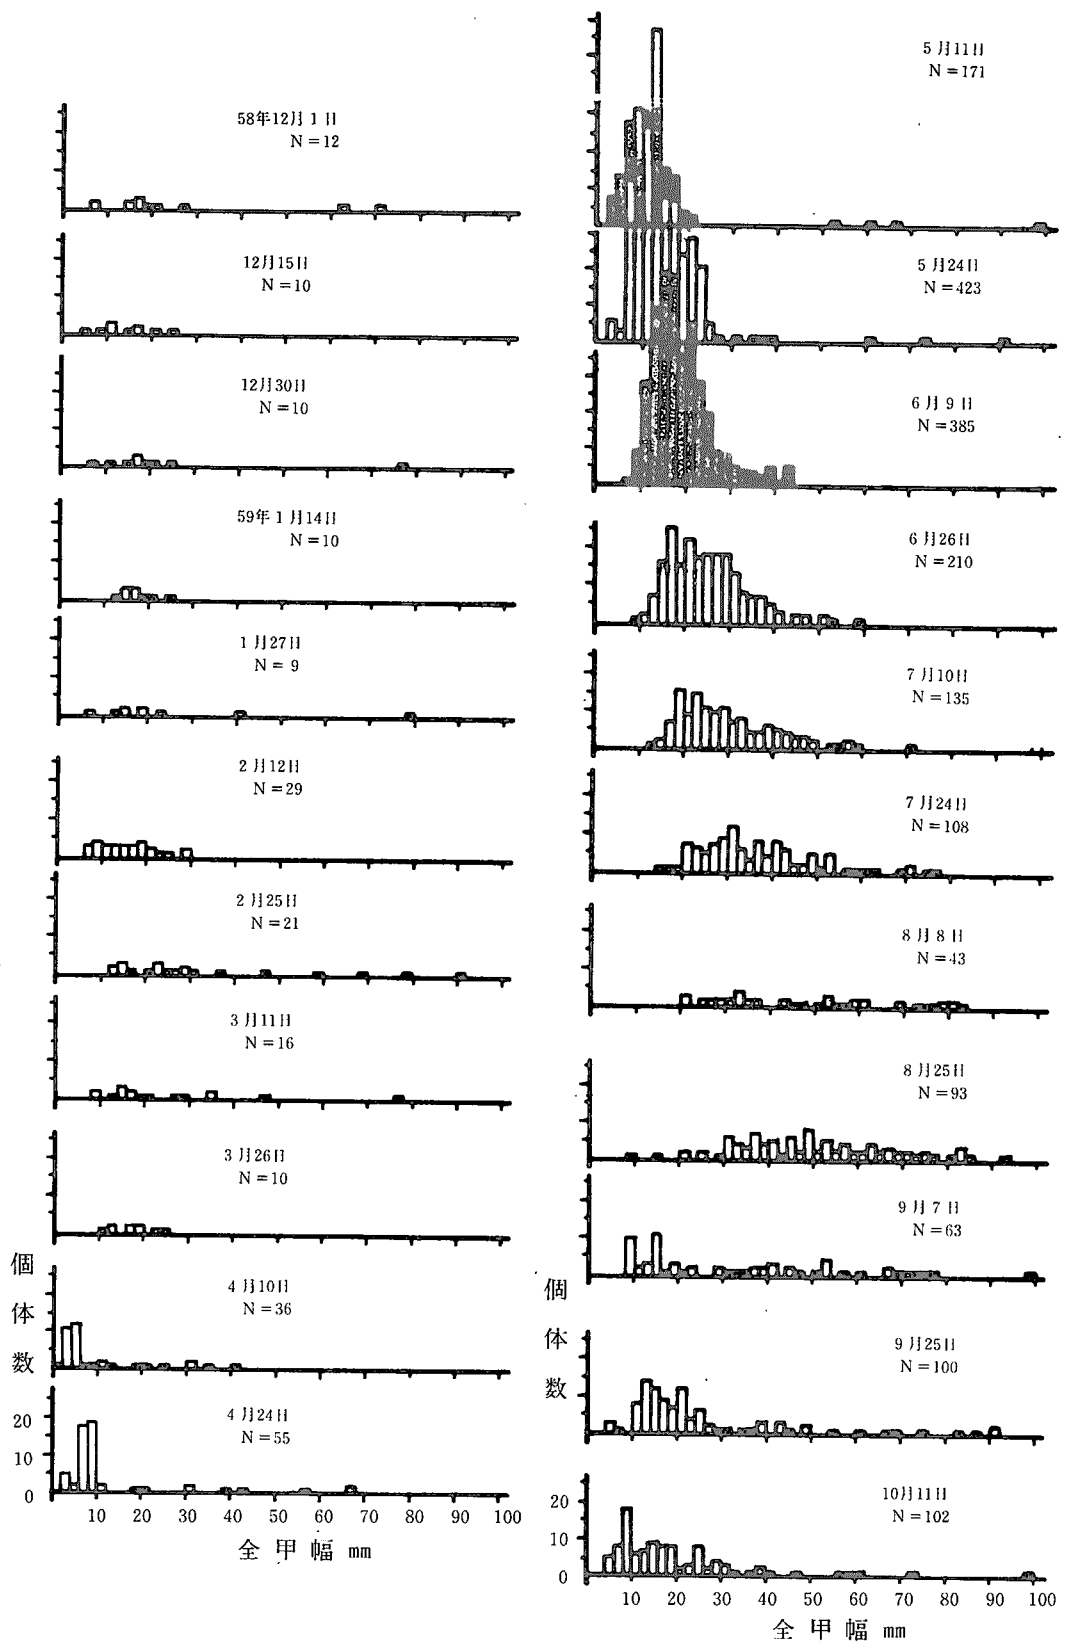 58年12月1日
N=12
12月15日
N=10
12月30日
N=10
59年1月14日
N=10
1月27日
N=9
2月12日
N=29
2月25日
N=21
3月11日
N=16
3月26日
N=10
4月10日
N=36
4月24日
N=55
個体数
20
10
0
10 20 30 40 50 60 70 80 90 100
全甲幅 mm
5月11日
N=171
5月24日
N=423
6月9日
N=385
6月26日
N=210
7月10日
N=135
7月24日
N=108
8月8日
N=43
8月25日
N=93
9月7日
N=63
9月25日
N=100
10月11日
N=102
個体数
20
10
0
10 20 30 40 50 60 70 80 90 100
全甲幅 mm